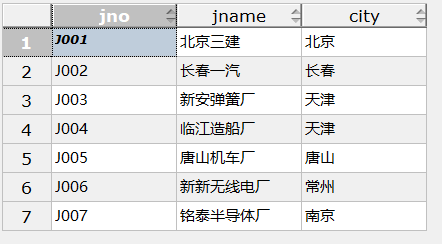 jno jname city
1 J001 北京三建 北京
2 J002 长春一汽 长春
3 J003 新安弹簧厂 天津
4 J004 临江造船厂 天津
5 J005 唐山机车厂 唐山
6 J006 新新无线电厂 常州
7 J007 铭泰半导体厂 南京